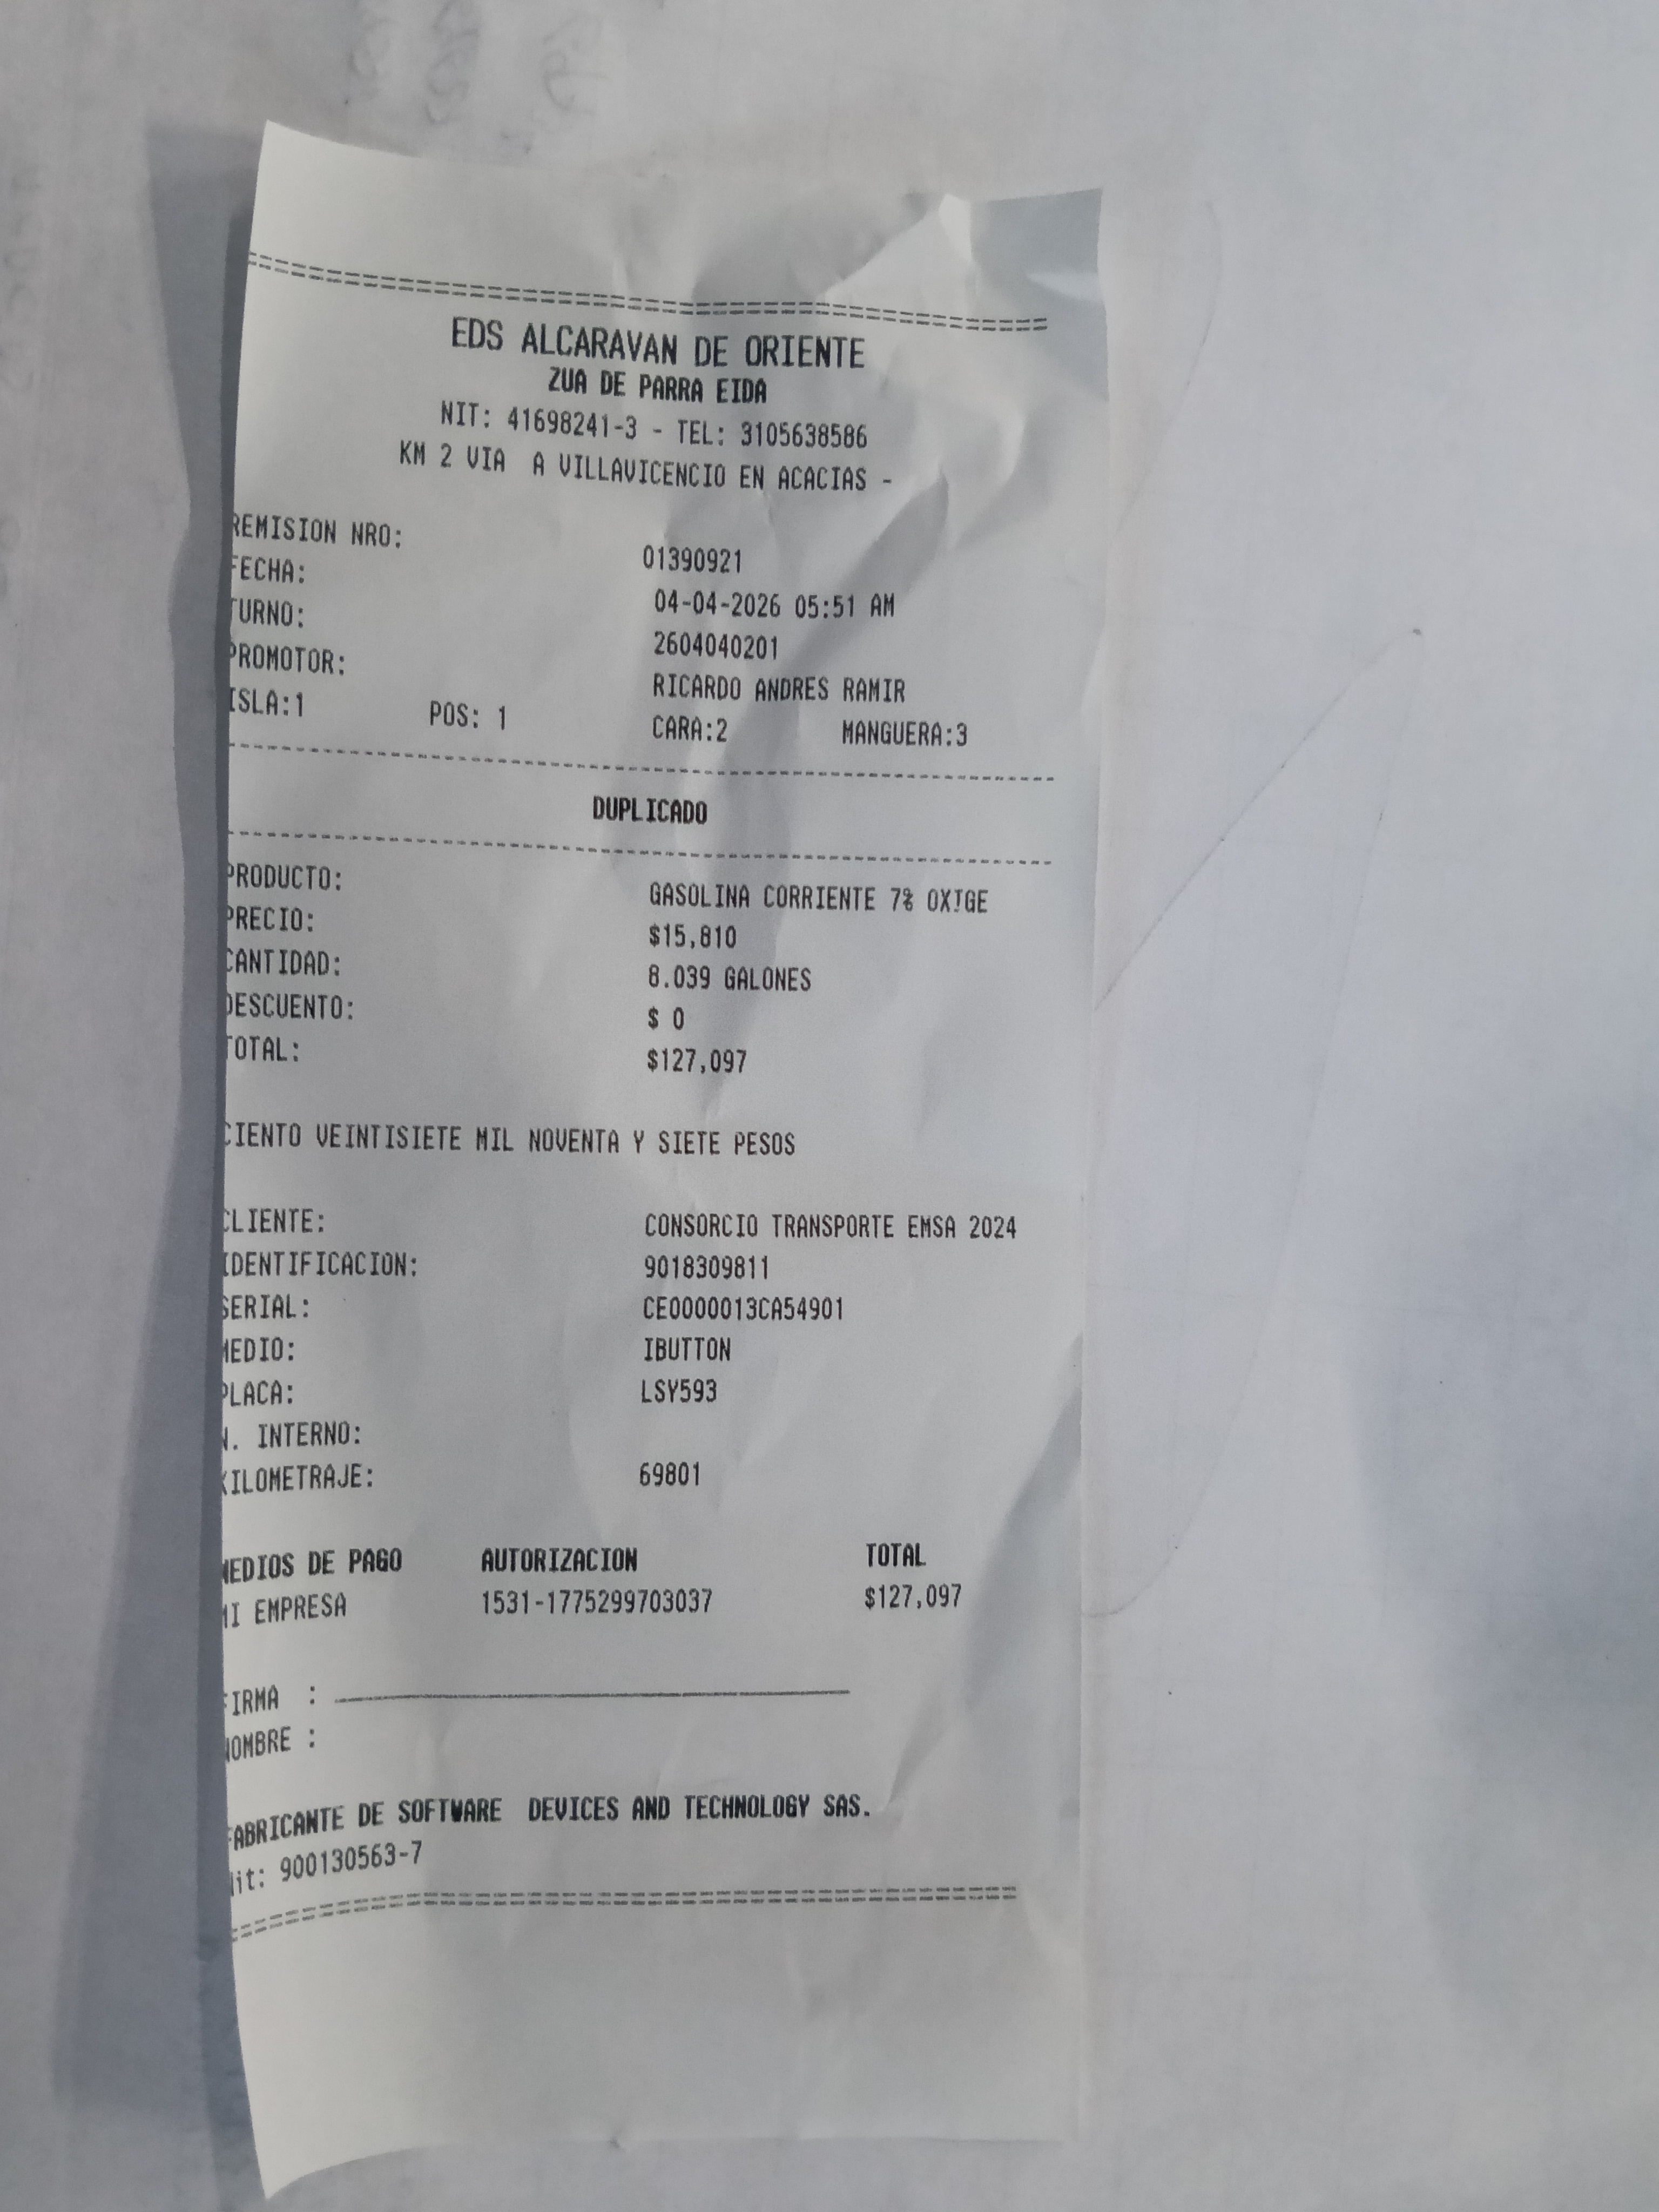 EDS ALCARAVAN DE ORIENTE
ZUA DE PARRA EIDA
NIT: 41698241-3 - TEL: 3105638586
KM 2 VIA A VILLAVICENCIO EN ACACIAS -
REMISION NRO: 01390921
FECHA: 04-04-2026 05:51 AM
TURNO: 2604040201
PROMOTOR: RICARDO ANDRES RAMIR
ISLA:1 POS: 1 CARA:2 MANGUERA:3
DUPLICADO
PRODUCTO: GASOLINA CORRIENTE 7% OXIGE
PRECIO: $15,810
CANTIDAD: 8.039 GALONES
DESCUENTO: $ 0
TOTAL: $127,097
CIENTO VEINTISIETE MIL NOVENTA Y SIETE PESOS
CLIENTE: CONSORCIO TRANSPORTE EMSA 2024
IDENTIFICACION: 9018309811
SERIAL: CE0000013CA54901
MEDIO: IBUTTON
PLACA: LSY593
N. INTERNO:
KILOMETRAJE: 69801
MEDIOS DE PAGO AUTORIZACION TOTAL
MI EMPRESA 1531-1775299703037 $127,097
FIRMA :
NOMBRE :
FABRICANTE DE SOFTWARE DEVICES AND TECHNOLOGY SAS.
Nit: 900130563-7